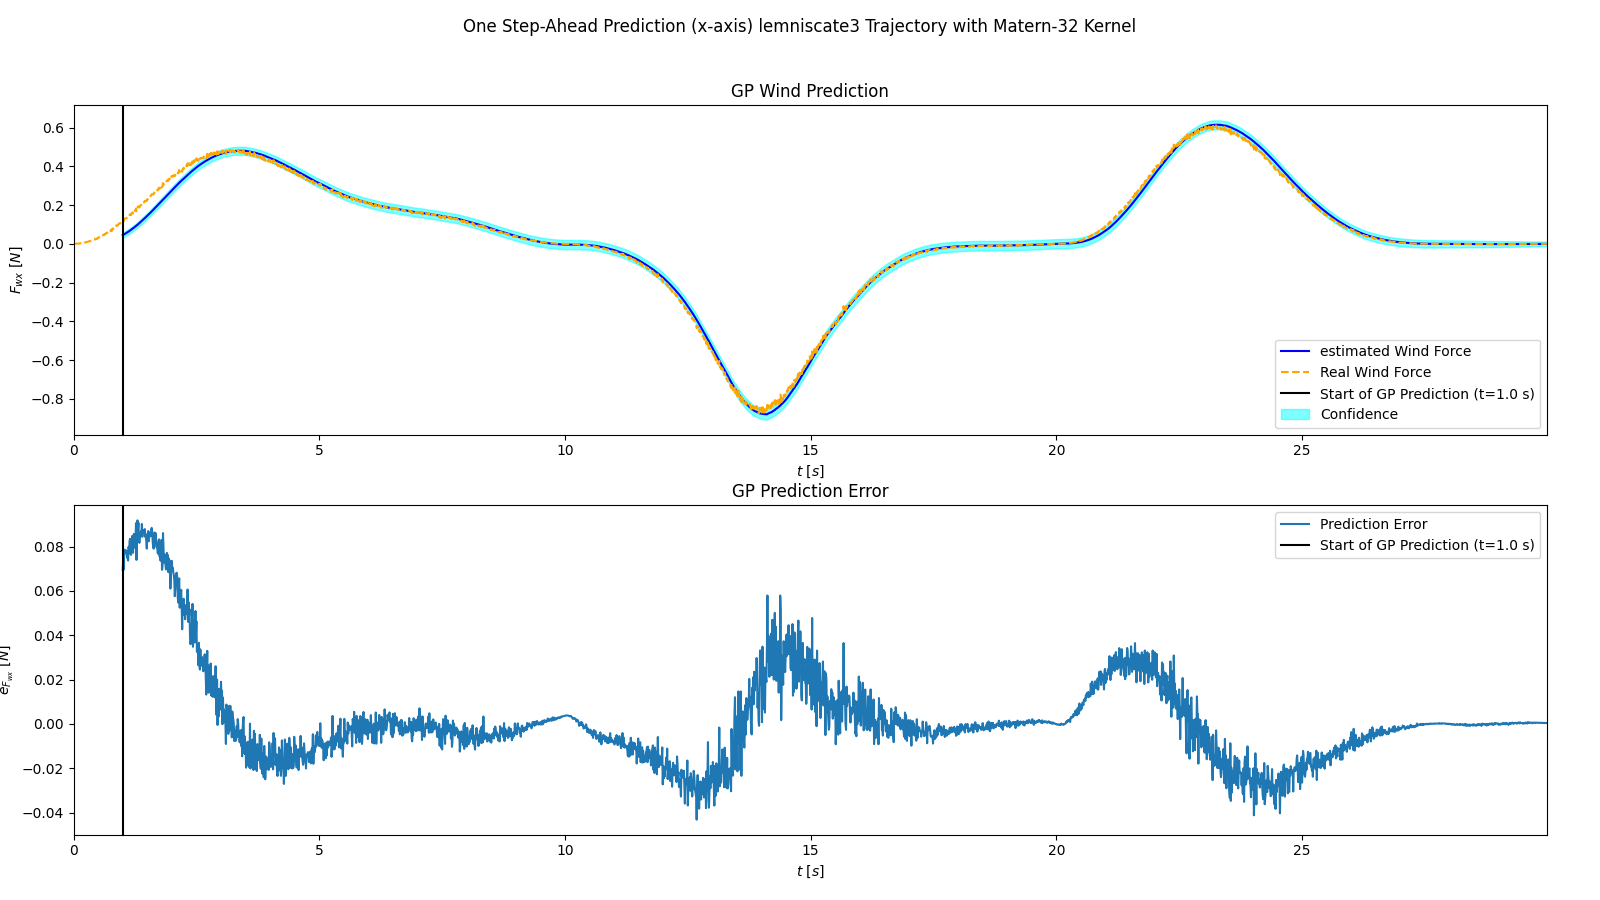 One Step-Ahead Prediction (x-axis) lemniscate3 Trajectory with Matern-32 Kernel
GP Wind Prediction
0.6
0.4
0.2
0.0
−0.2
−0.4
−0.6
−0.8
F_wx [N]
estimated Wind Force
Real Wind Force
Start of GP Prediction (t=1.0 s)
Confidence
0 5 10 15 20 25
t [s]
GP Prediction Error
0.08
0.06
0.04
0.02
0.00
−0.02
−0.04
e_F_wx [N]
Prediction Error
Start of GP Prediction (t=1.0 s)
0 5 10 15 20 25
t [s]